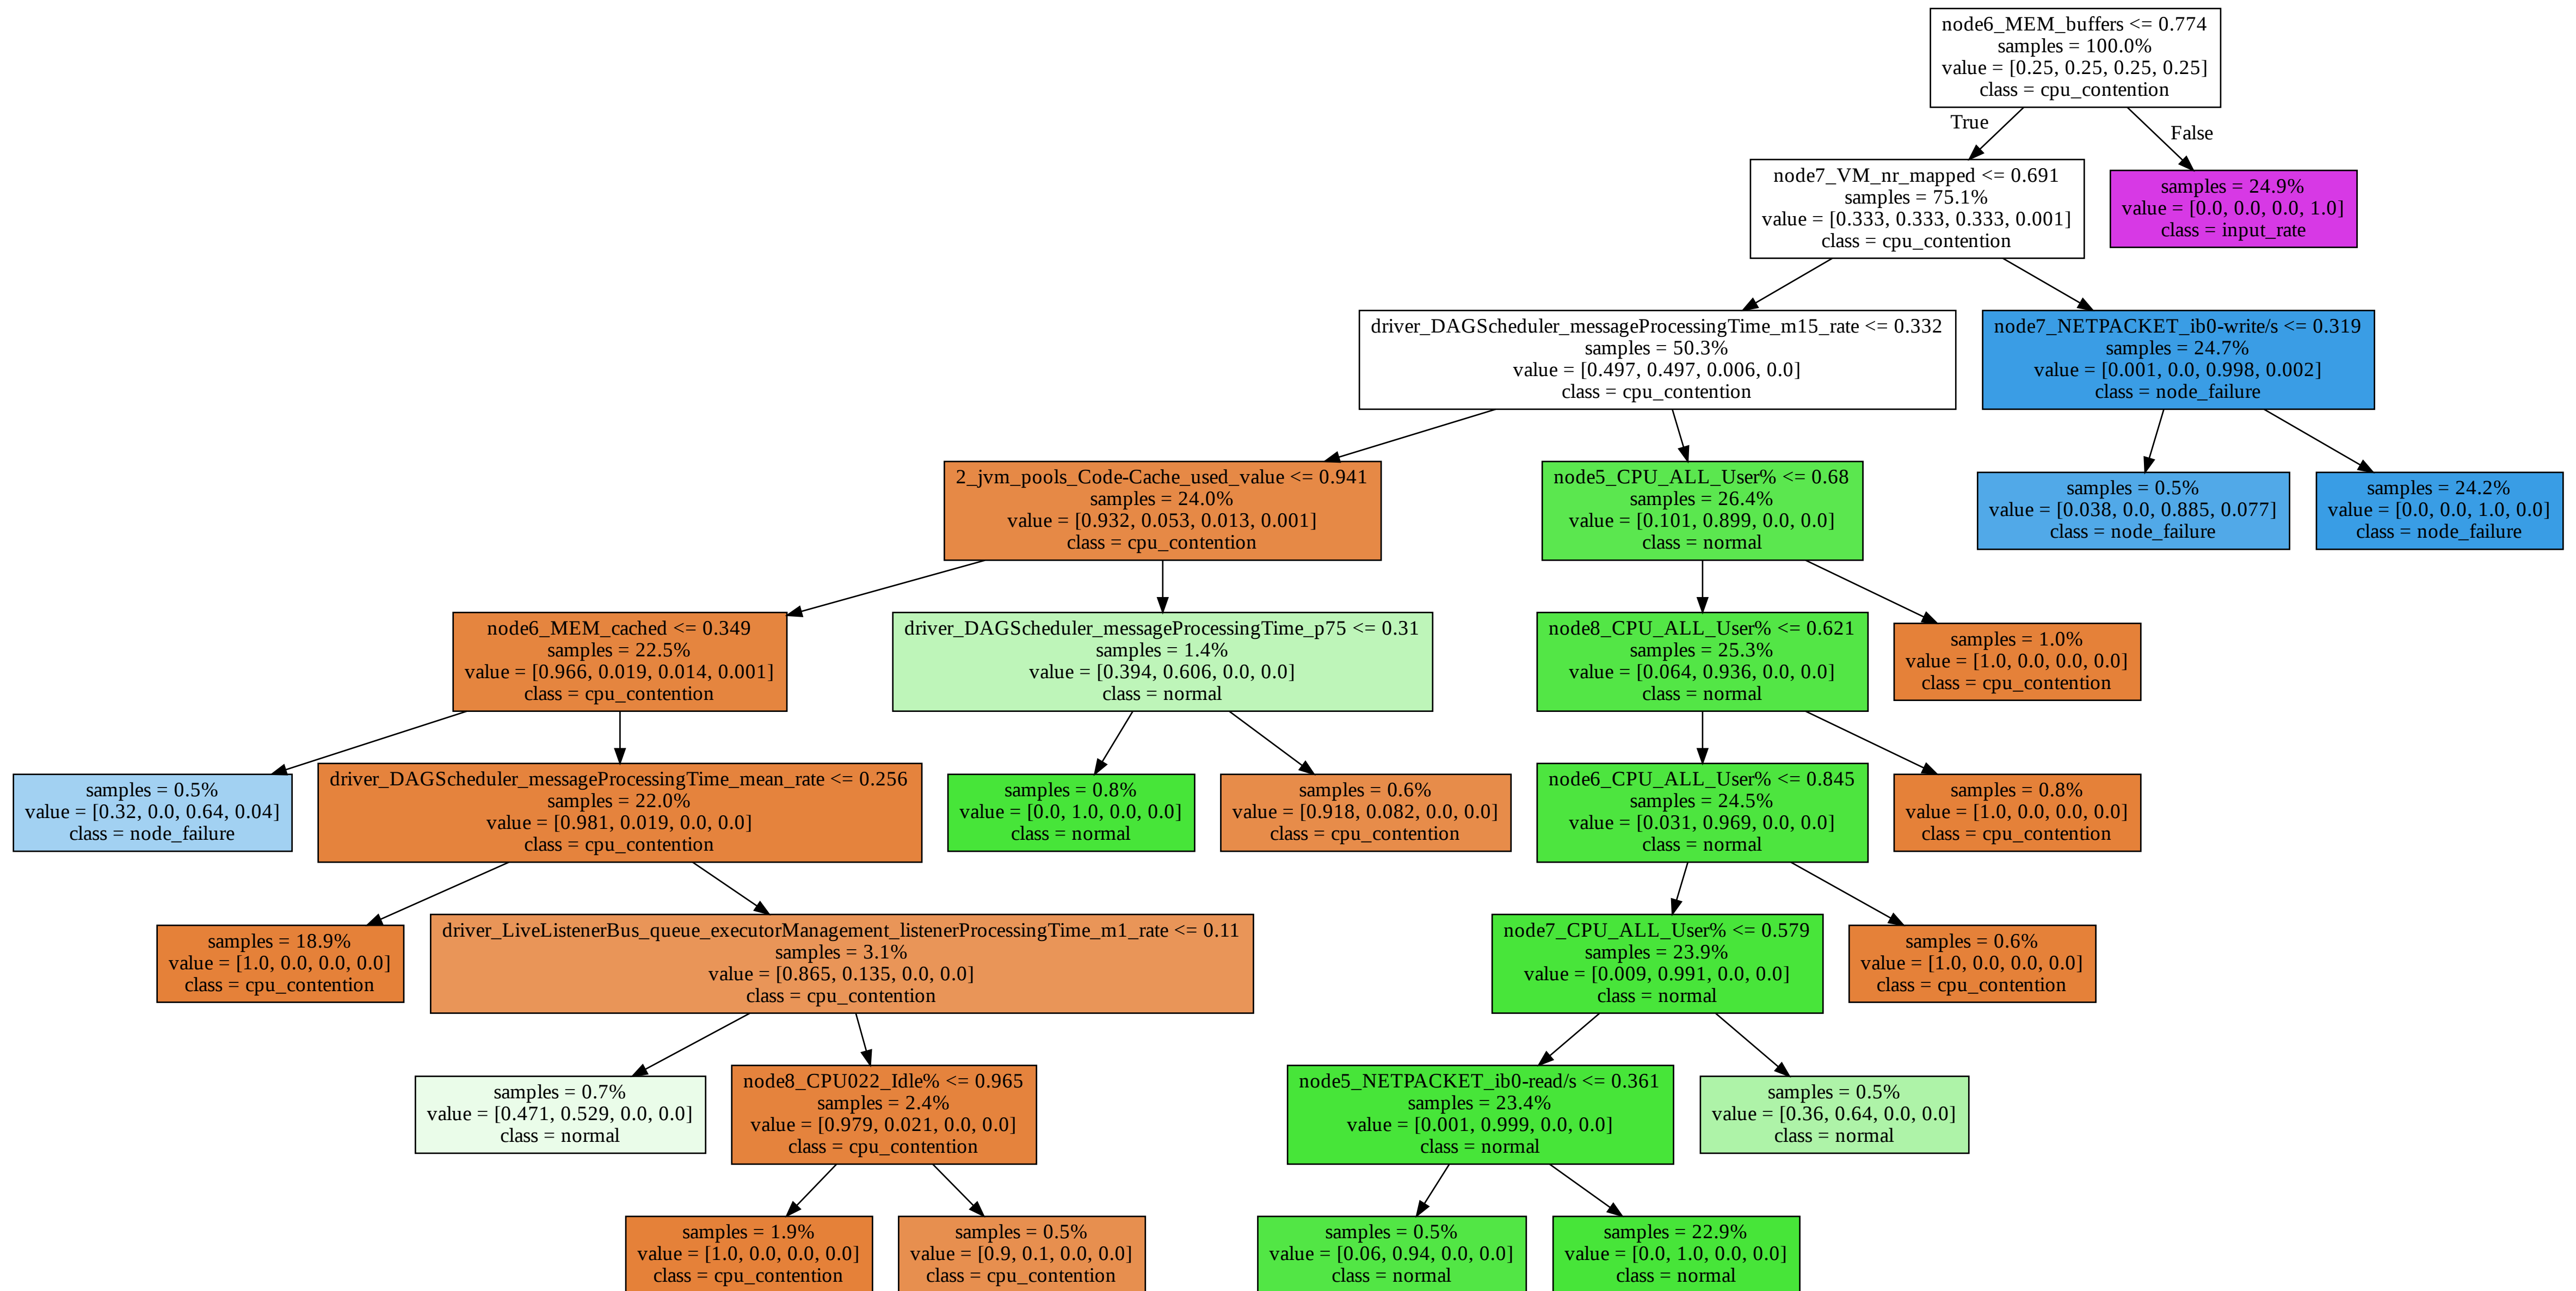 node6_MEM_buffers <= 0.774
samples = 100.0%
value = [0.25, 0.25, 0.25, 0.25]
class = cpu_contention
True
False
node7_VM_nr_mapped <= 0.691
samples = 75.1%
value = [0.333, 0.333, 0.333, 0.001]
class = cpu_contention
samples = 24.9%
value = [0.0, 0.0, 0.0, 1.0]
class = input_rate
driver_DAGScheduler_messageProcessingTime_m15_rate <= 0.332
samples = 50.3%
value = [0.497, 0.497, 0.006, 0.0]
class = cpu_contention
node7_NETPACKET_ib0-write/s <= 0.319
samples = 24.7%
value = [0.001, 0.0, 0.998, 0.002]
class = node_failure
2_jvm_pools_Code-Cache_used_value <= 0.941
samples = 24.0%
value = [0.932, 0.053, 0.013, 0.001]
class = cpu_contention
node5_CPU_ALL_User% <= 0.68
samples = 26.4%
value = [0.101, 0.899, 0.0, 0.0]
class = normal
samples = 0.5%
value = [0.038, 0.0, 0.885, 0.077]
class = node_failure
samples = 24.2%
value = [0.0, 0.0, 1.0, 0.0]
class = node_failure
node6_MEM_cached <= 0.349
samples = 22.5%
value = [0.966, 0.019, 0.014, 0.001]
class = cpu_contention
driver_DAGScheduler_messageProcessingTime_p75 <= 0.31
samples = 1.4%
value = [0.394, 0.606, 0.0, 0.0]
class = normal
node8_CPU_ALL_User% <= 0.621
samples = 25.3%
value = [0.064, 0.936, 0.0, 0.0]
class = normal
samples = 1.0%
value = [1.0, 0.0, 0.0, 0.0]
class = cpu_contention
samples = 0.5%
value = [0.32, 0.0, 0.64, 0.04]
class = node_failure
driver_DAGScheduler_messageProcessingTime_mean_rate <= 0.256
samples = 22.0%
value = [0.981, 0.019, 0.0, 0.0]
class = cpu_contention
samples = 0.8%
value = [0.0, 1.0, 0.0, 0.0]
class = normal
samples = 0.6%
value = [0.918, 0.082, 0.0, 0.0]
class = cpu_contention
node6_CPU_ALL_User% <= 0.845
samples = 24.5%
value = [0.031, 0.969, 0.0, 0.0]
class = normal
samples = 0.8%
value = [1.0, 0.0, 0.0, 0.0]
class = cpu_contention
samples = 18.9%
value = [1.0, 0.0, 0.0, 0.0]
class = cpu_contention
driver_LiveListenerBus_queue_executorManagement_listenerProcessingTime_m1_rate <= 0.11
samples = 3.1%
value = [0.865, 0.135, 0.0, 0.0]
class = cpu_contention
node7_CPU_ALL_User% <= 0.579
samples = 23.9%
value = [0.009, 0.991, 0.0, 0.0]
class = normal
samples = 0.6%
value = [1.0, 0.0, 0.0, 0.0]
class = cpu_contention
samples = 0.7%
value = [0.471, 0.529, 0.0, 0.0]
class = normal
node8_CPU022_Idle% <= 0.965
samples = 2.4%
value = [0.979, 0.021, 0.0, 0.0]
class = cpu_contention
node5_NETPACKET_ib0-read/s <= 0.361
samples = 23.4%
value = [0.001, 0.999, 0.0, 0.0]
class = normal
samples = 0.5%
value = [0.36, 0.64, 0.0, 0.0]
class = normal
samples = 1.9%
value = [1.0, 0.0, 0.0, 0.0]
class = cpu_contention
samples = 0.5%
value = [0.9, 0.1, 0.0, 0.0]
class = cpu_contention
samples = 0.5%
value = [0.06, 0.94, 0.0, 0.0]
class = normal
samples = 22.9%
value = [0.0, 1.0, 0.0, 0.0]
class = normal